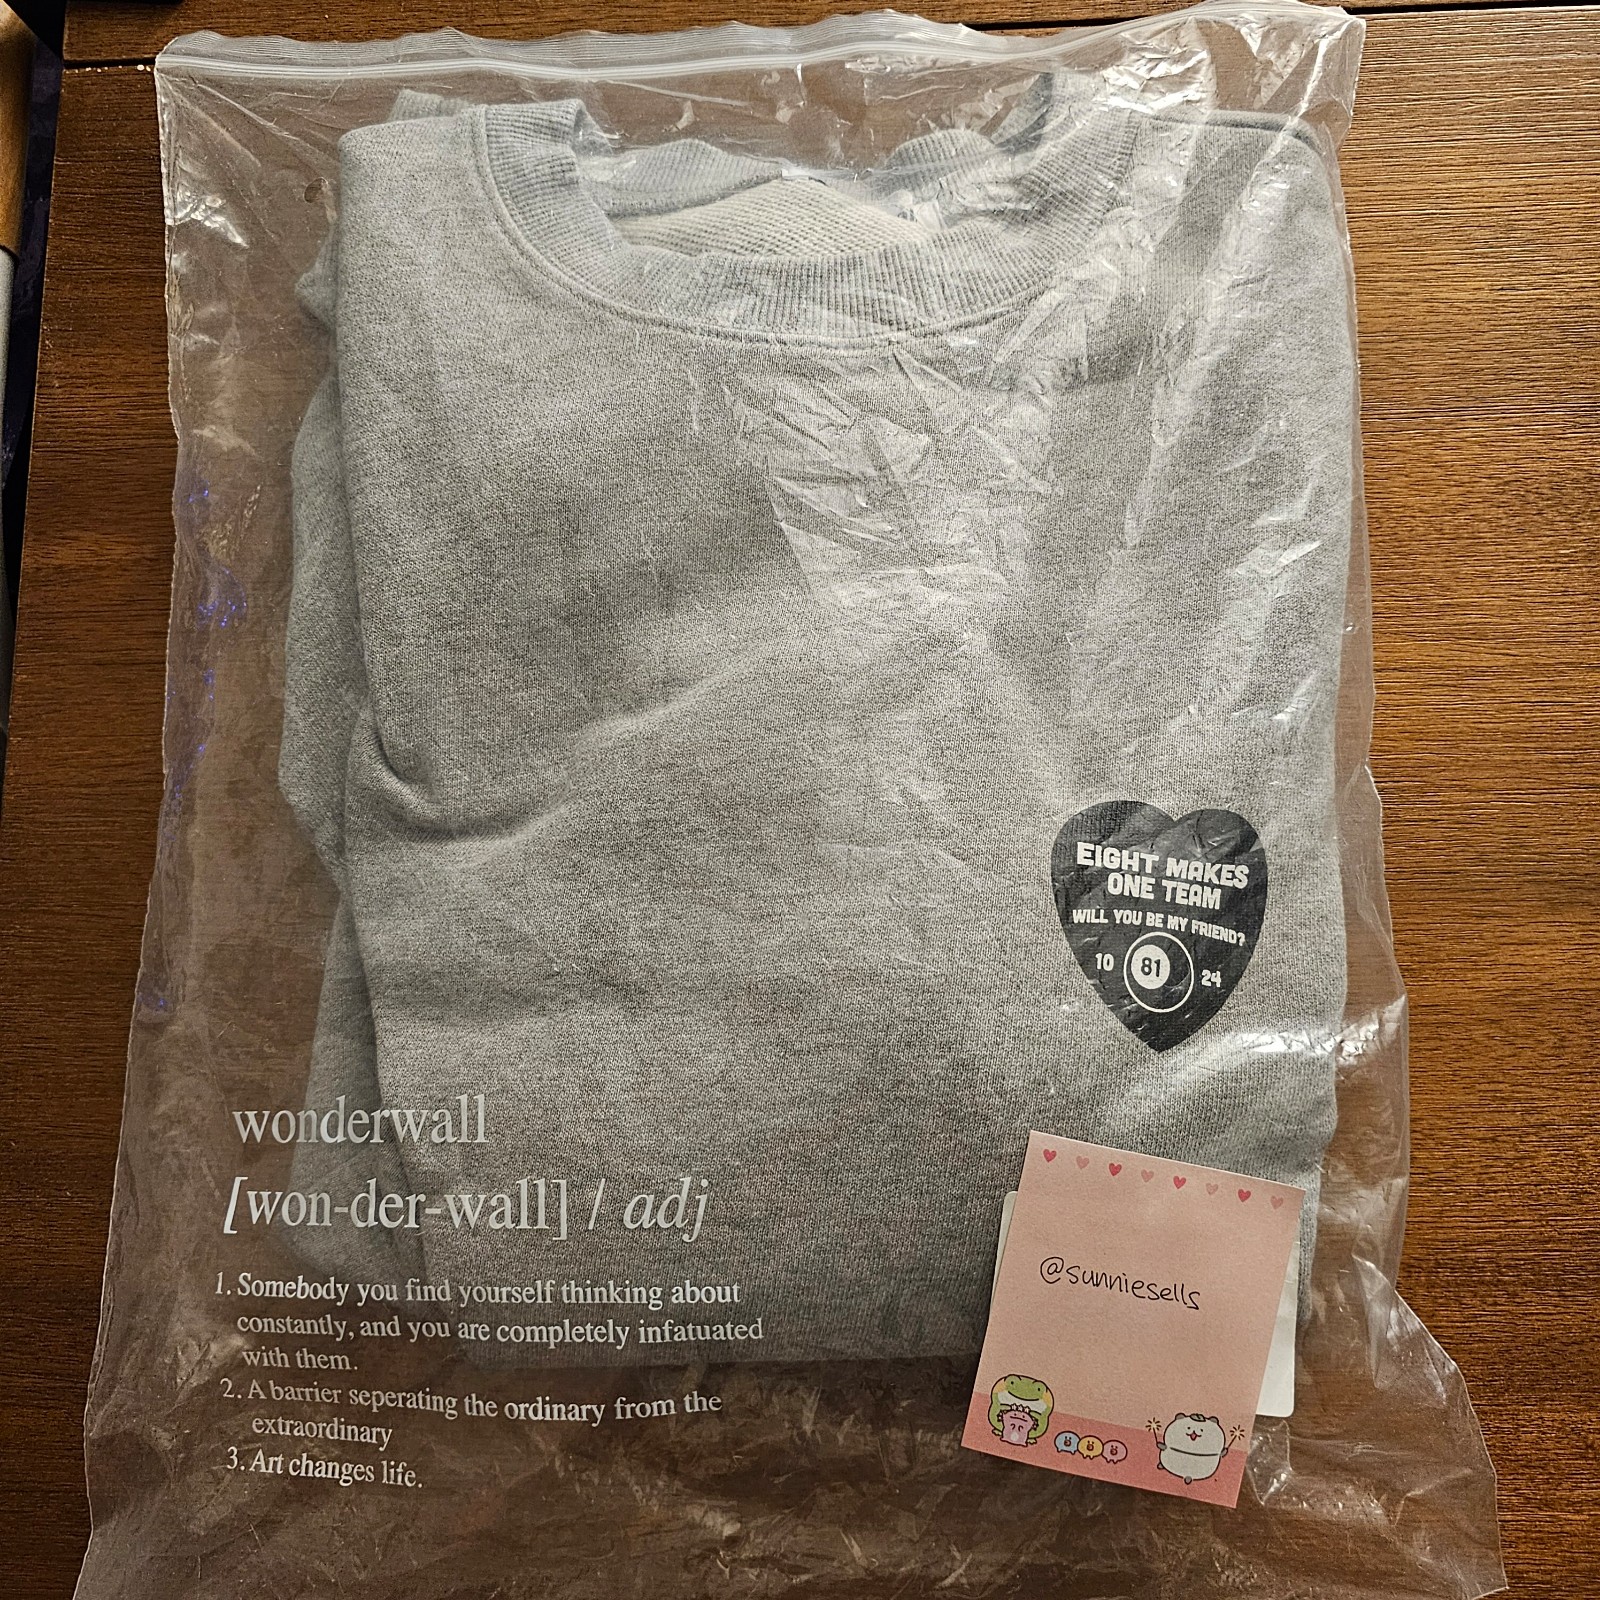 EIGHT MAKES
ONE TEAM
WILL YOU BE MY FRIEND?
10 81 24
wonderwall
[won-der-wall] / adj
1. Somebody you find yourself thinking about
constantly, and you are completely infatuated
with them.
2. A barrier seperating the ordinary from the
extraordinary
3. Art changes life.
@sunniesells